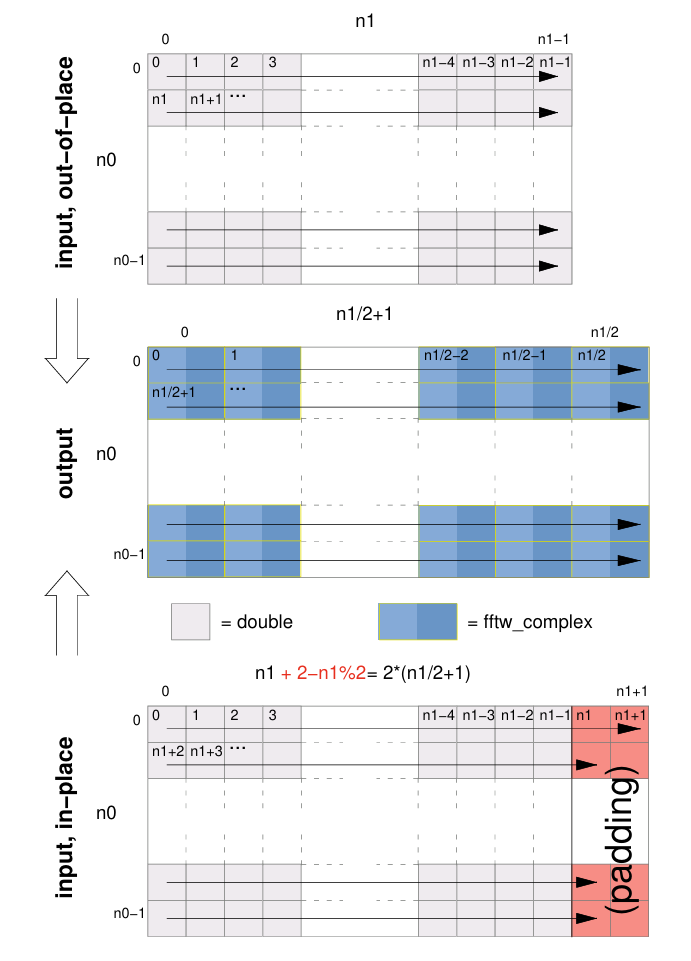 n1
0 n1−1
0 0 1 2 3 n1−4 n1−3 n1−2 n1−1
n1 n1+1 ...
input, out−of−place
n0
n0−1
n1/2+1
0 n1/2
0 0 1 n1/2−2 n1/2−1 n1/2
n1/2+1 ...
output
n0
n0−1
= double = fftw_complex
n1 + 2−n1%2= 2*(n1/2+1)
0 n1+1
0 0 1 2 3 n1−4 n1−3 n1−2 n1−1 n1 n1+1
n1+2 n1+3 ...
input, in−place
n0
(padding)
n0−1